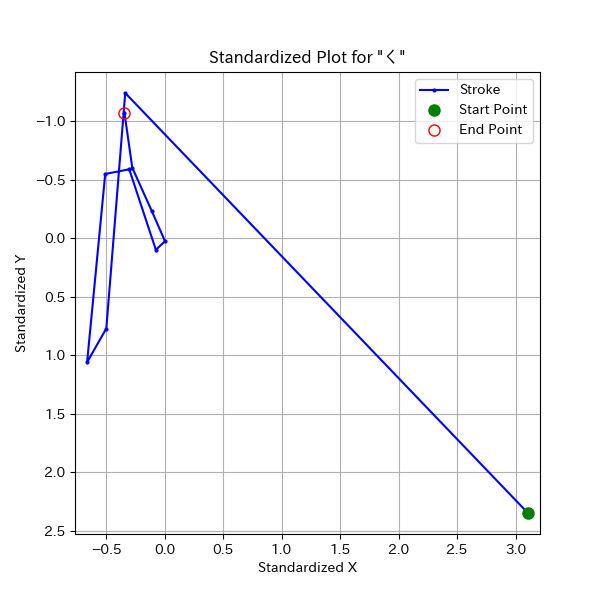 Standardized Plot for "く"
Stroke
Start Point
End Point
−1.0
−0.5
0.0
0.5
1.0
1.5
2.0
2.5
Standardized Y
−0.5 0.0 0.5 1.0 1.5 2.0 2.5 3.0
Standardized X